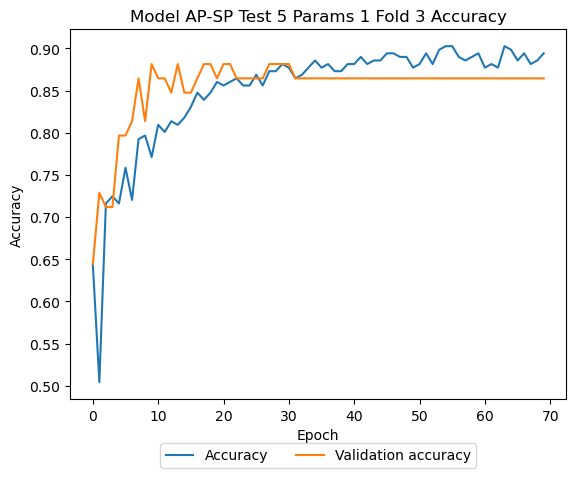 Model AP-SP Test 5 Params 1 Fold 3 Accuracy
0.90
0.85
0.80
0.75
0.70
0.65
0.60
0.55
0.50
Accuracy
0 10 20 30 40 50 60 70
Epoch
Accuracy Validation accuracy